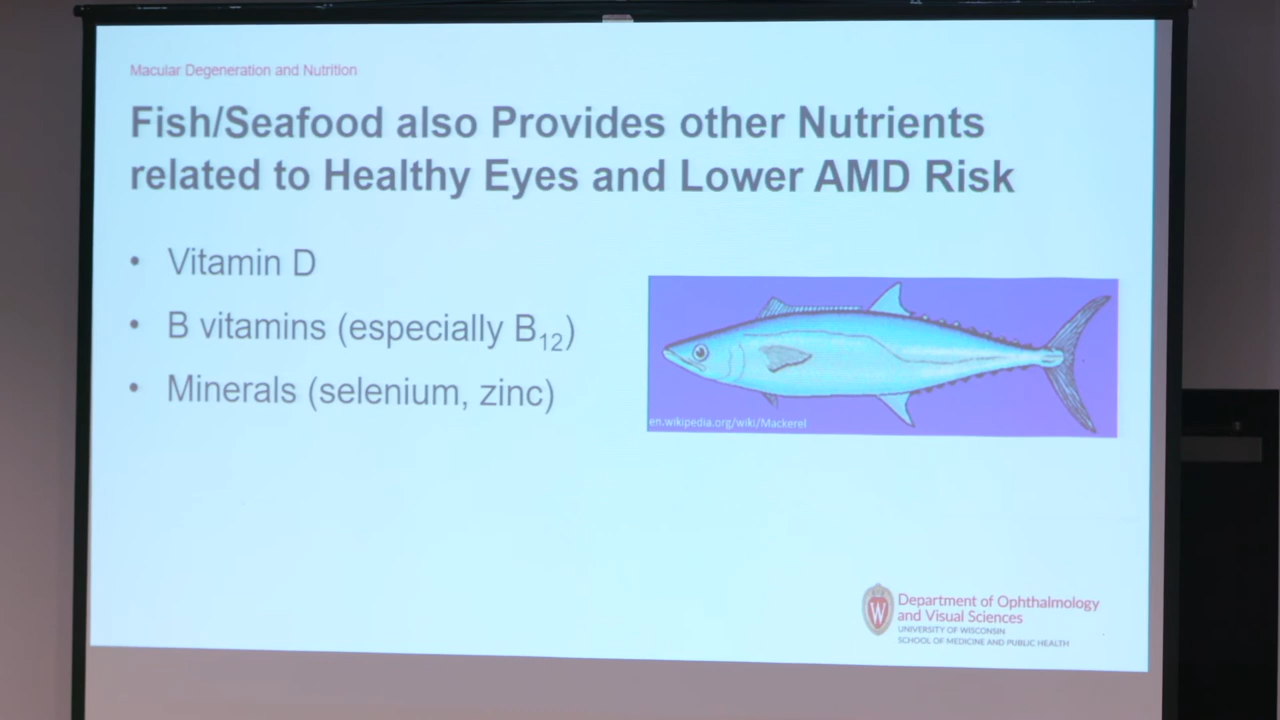 Macular Degeneration and Nutrition
Fish/Seafood also Provides other Nutrients
related to Healthy Eyes and Lower AMD Risk
• Vitamin D
• B vitamins (especially B₁₂)
• Minerals (selenium, zinc)
en.wikipedia.org/wiki/Mackerel
W
Department of Ophthalmology
and Visual Sciences
UNIVERSITY OF WISCONSIN
SCHOOL OF MEDICINE AND PUBLIC HEALTH